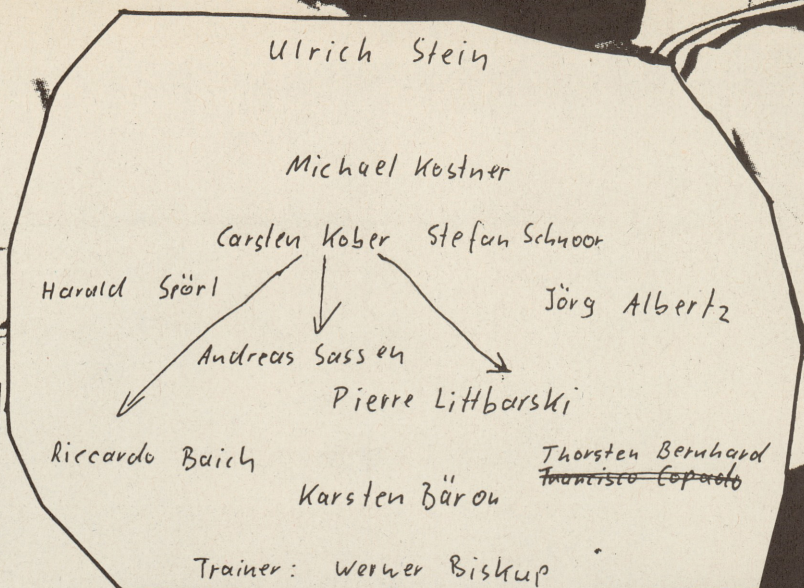 Ulrich Stein
Michael Kostner
Carsten Kober Stefan Schnoor
Harald Spörl
Jörg Albertz
Andreas Sassen
Pierre Littbarski
Riccardo Baich
Thorsten Bernhard
Francisco Copado
Karsten Bäron
Trainer: Werner Biskup